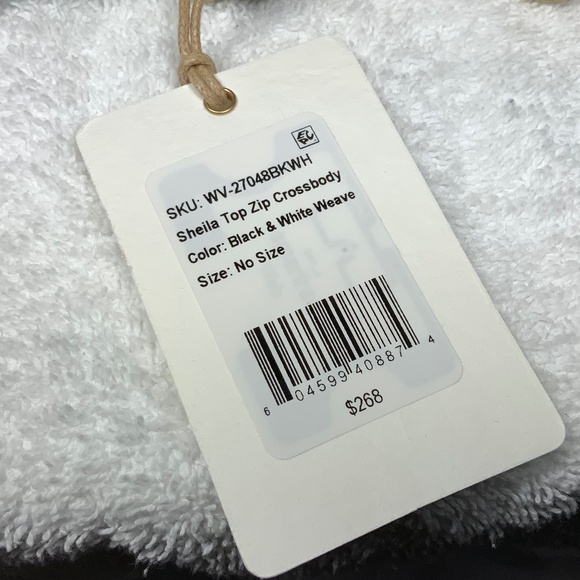 SKU: WV-27048BKWH
Sheila Top Zip Crossbody
Color: Black & White Weave
Size: No Size
6 04599 40887 4
$268